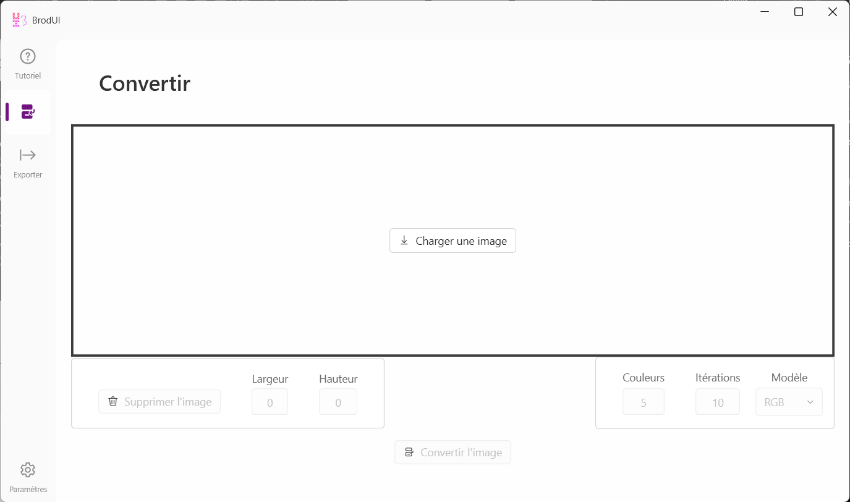 BrodUI
Tutoriel
Exporter
Paramètres
Convertir
Charger une image
Supprimer l'image
Largeur
0
Hauteur
0
Couleurs
5
Itérations
10
Modèle
RGB
Convertir l'image